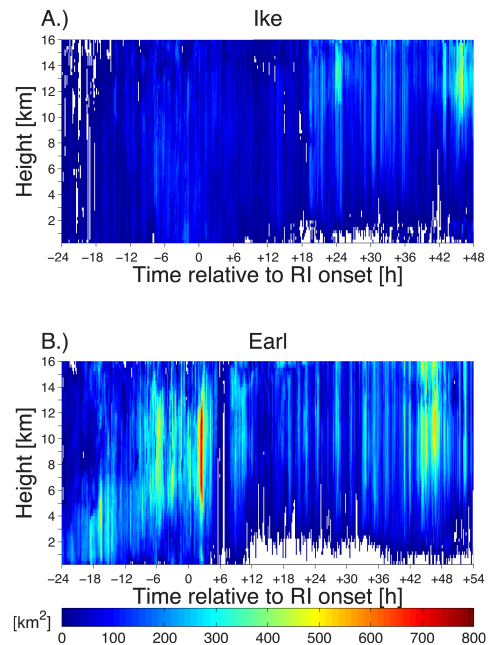 A.) Ike
16
14
12
10
8
6
4
2
Height [km]
−24 −18 −12 −6 0 +6 +12 +18 +24 +30 +36 +42 +48
Time relative to RI onset [h]
B.) Earl
16
14
12
10
8
6
4
2
Height [km]
−24 −18 −12 −6 0 +6 +12 +18 +24 +30 +36 +42 +48 +54
Time relative to RI onset [h]
[km²] 0 100 200 300 400 500 600 700 800